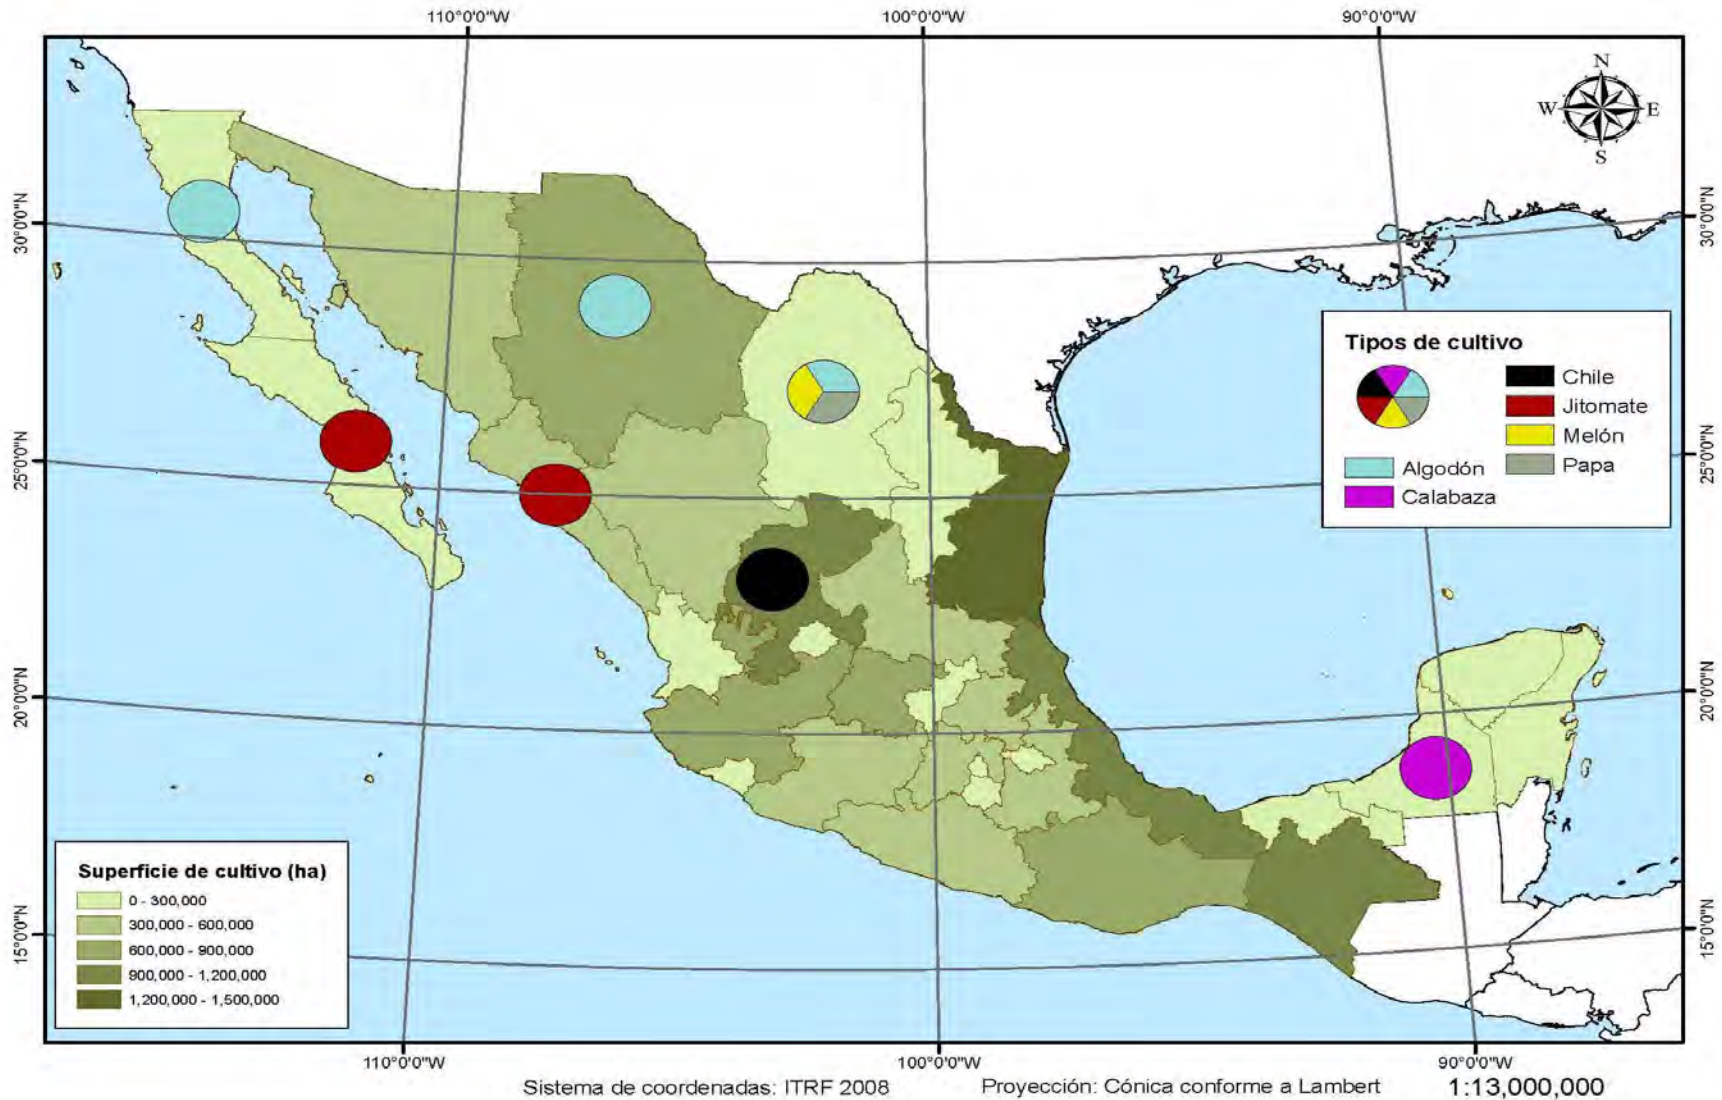 110°0'0"W 100°0'0"W 90°0'0"W
N
W E
S
30°0'0"N 30°0'0"N
25°0'0"N 25°0'0"N
20°0'0"N 20°0'0"N
15°0'0"N 15°0'0"N
Tipos de cultivo
Chile
Jitomate
Melón
Papa
Algodón
Calabaza
Superficie de cultivo (ha)
0 - 300,000
300,000 - 600,000
600,000 - 900,000
900,000 - 1,200,000
1,200,000 - 1,500,000
110°0'0"W 100°0'0"W 90°0'0"W
Sistema de coordenadas: ITRF 2008 Proyección: Cónica conforme a Lambert 1:13,000,000